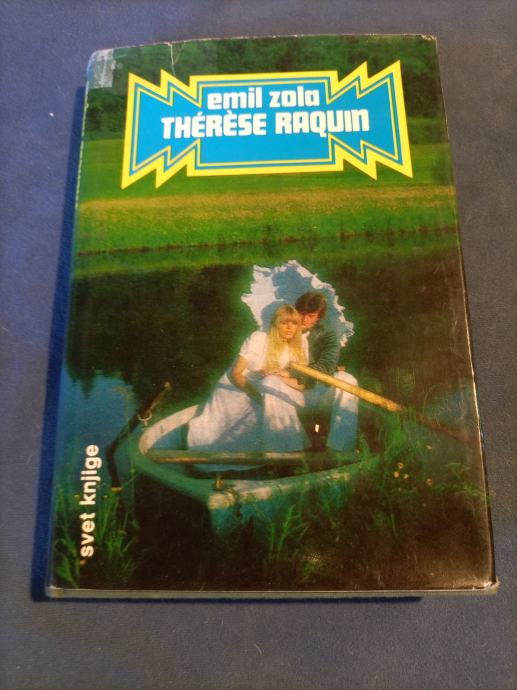 emil zola
THÉRÈSE RAQUIN
svet knjige